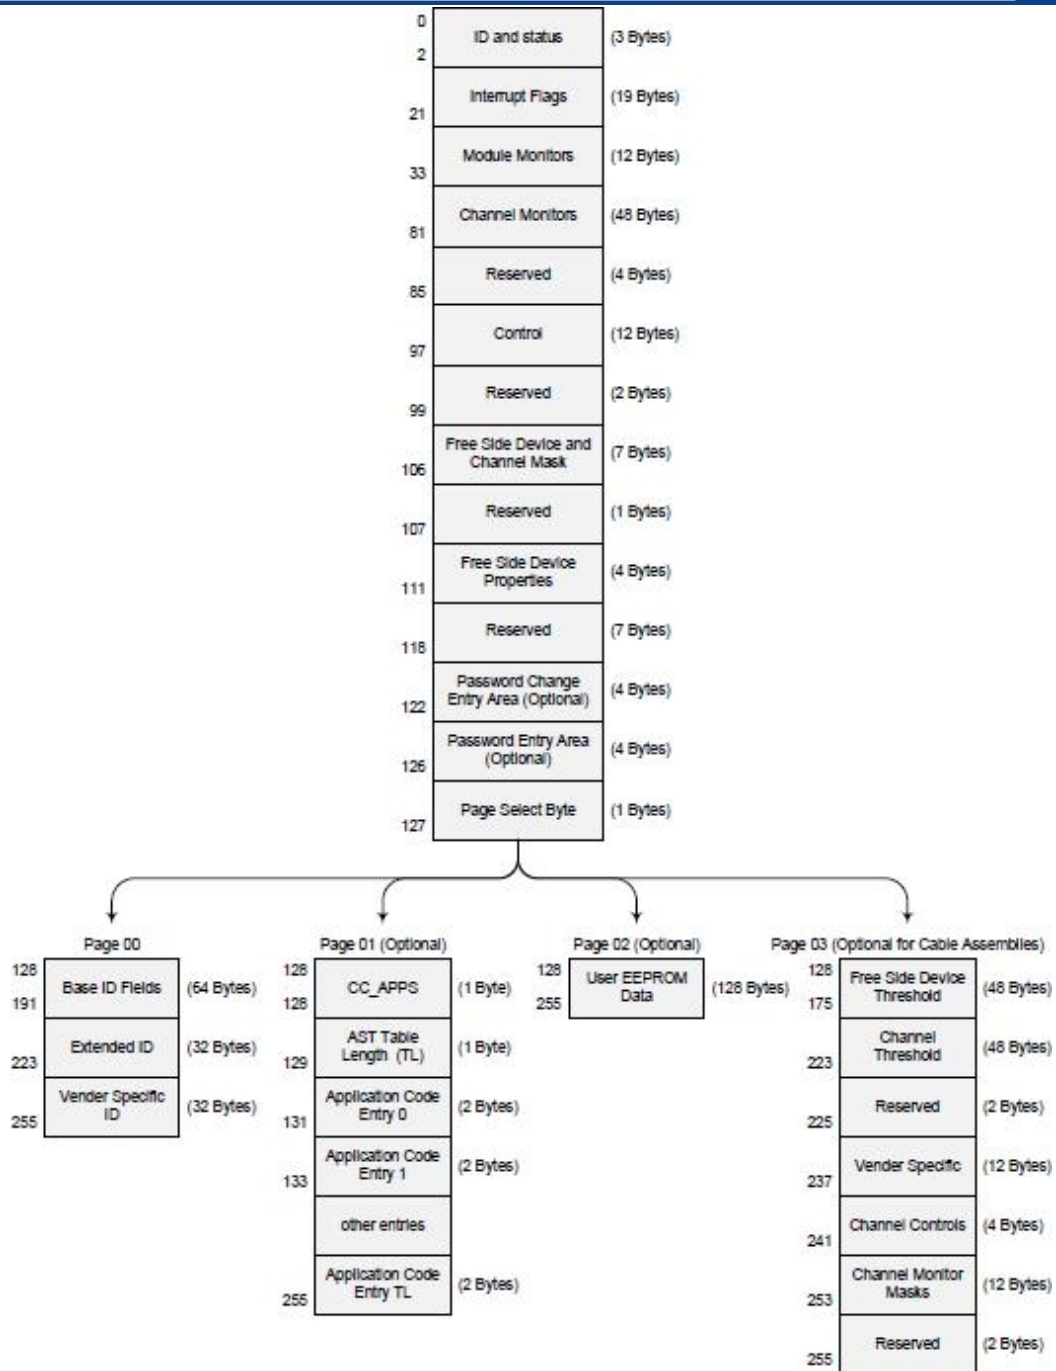 0
ID and status (3 Bytes)
2
Interrupt Flags (19 Bytes)
21
Module Monitors (12 Bytes)
33
Channel Monitors (48 Bytes)
81
Reserved (4 Bytes)
85
Control (12 Bytes)
97
Reserved (2 Bytes)
99
Free Side Device and
Channel Mask
(7 Bytes)
106
Reserved (1 Bytes)
107
Free Side Device
Properties
(4 Bytes)
111
Reserved (7 Bytes)
118
Password Change
Entry Area (Optional)
(4 Bytes)
122
Password Entry Area
(Optional)
(4 Bytes)
126
Page Select Byte (1 Bytes)
127
Page 00
128
Base ID Fields (64 Bytes)
191
Extended ID (32 Bytes)
223
Vender Specific
ID
(32 Bytes)
255
Page 01 (Optional)
128
CC_APPS (1 Byte)
128
AST Table
Length (TL)
(1 Byte)
129
Application Code
Entry 0
(2 Bytes)
131
Application Code
Entry 1
(2 Bytes)
133
other entries
Application Code
Entry TL
(2 Bytes)
255
Page 02 (Optional)
128
User EEPROM
Data
(128 Bytes)
255
Page 03 (Optional for Cable Assemblies)
128
Free Side Device
Threshold
(48 Bytes)
175
Channel
Threshold
(48 Bytes)
223
Reserved (2 Bytes)
225
Vender Specific (12 Bytes)
237
Channel Controls (4 Bytes)
241
Channel Monitor
Masks
(12 Bytes)
253
Reserved (2 Bytes)
255